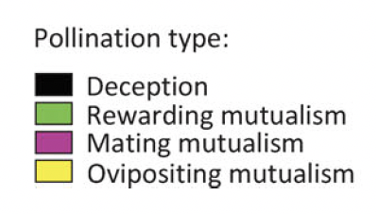 Pollination type:
Deception
Rewarding mutualism
Mating mutualism
Ovipositing mutualism